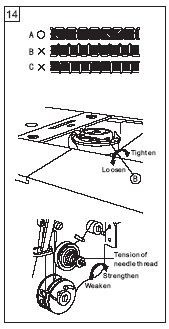 14
A
B
C
Tighten
Loosen
B
Tension of
needle thread
Strengthen
Weaken